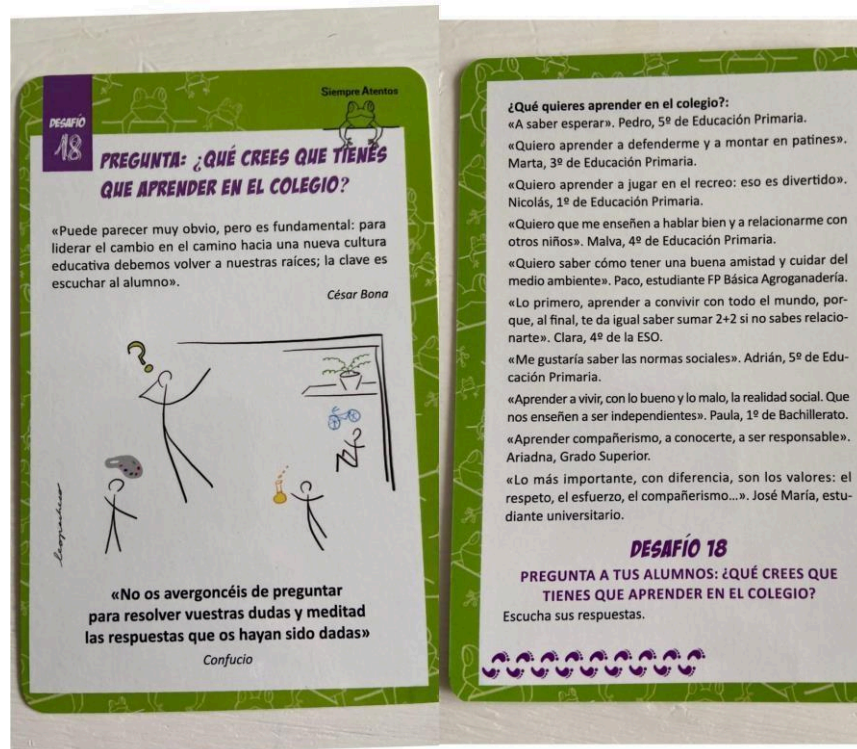 Siempre Atentos
DESAFÍO
18
PREGUNTA: ¿QUÉ CREES QUE TIENES
QUE APRENDER EN EL COLEGIO?
«Puede parecer muy obvio, pero es fundamental: para
liderar el cambio en el camino hacia una nueva cultura
educativa debemos volver a nuestras raíces; la clave es
escuchar al alumno».
César Bona
?
leopacheco
«No os avergoncéis de preguntar
para resolver vuestras dudas y meditad
las respuestas que os hayan sido dadas»
Confucio
¿Qué quieres aprender en el colegio?:
«A saber esperar». Pedro, 5º de Educación Primaria.
«Quiero aprender a defenderme y a montar en patines».
Marta, 3º de Educación Primaria.
«Quiero aprender a jugar en el recreo: eso es divertido».
Nicolás, 1º de Educación Primaria.
«Quiero que me enseñen a hablar bien y a relacionarme con
otros niños». Malva, 4º de Educación Primaria.
«Quiero saber cómo tener una buena amistad y cuidar del
medio ambiente». Paco, estudiante FP Básica Agroganadería.
«Lo primero, aprender a convivir con todo el mundo, por-
que, al final, te da igual saber sumar 2+2 si no sabes relacio-
narte». Clara, 4º de la ESO.
«Me gustaría saber las normas sociales». Adrián, 5º de Edu-
cación Primaria.
«Aprender a vivir, con lo bueno y lo malo, la realidad social. Que
nos enseñen a ser independientes». Paula, 1º de Bachillerato.
«Aprender compañerismo, a conocerte, a ser responsable».
Ariadna, Grado Superior.
«Lo más importante, con diferencia, son los valores: el
respeto, el esfuerzo, el compañerismo...». José María, estu-
diante universitario.
DESAFÍO 18
PREGUNTA A TUS ALUMNOS: ¿QUÉ CREES QUE
TIENES QUE APRENDER EN EL COLEGIO?
Escucha sus respuestas.